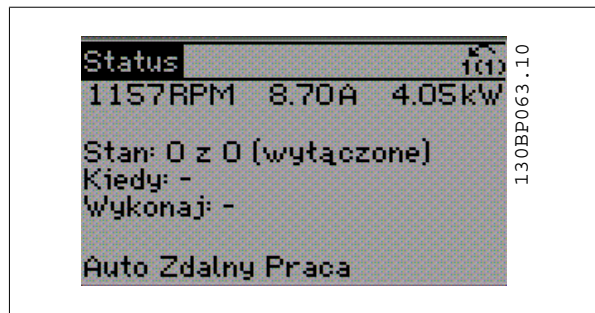 Status
1(1)
1157RPM 8.70A 4.05kW
Stan: 0 z 0 (wyłączone)
Kiedy: -
Wykonaj: -
Auto Zdalny Praca
130BP063.10